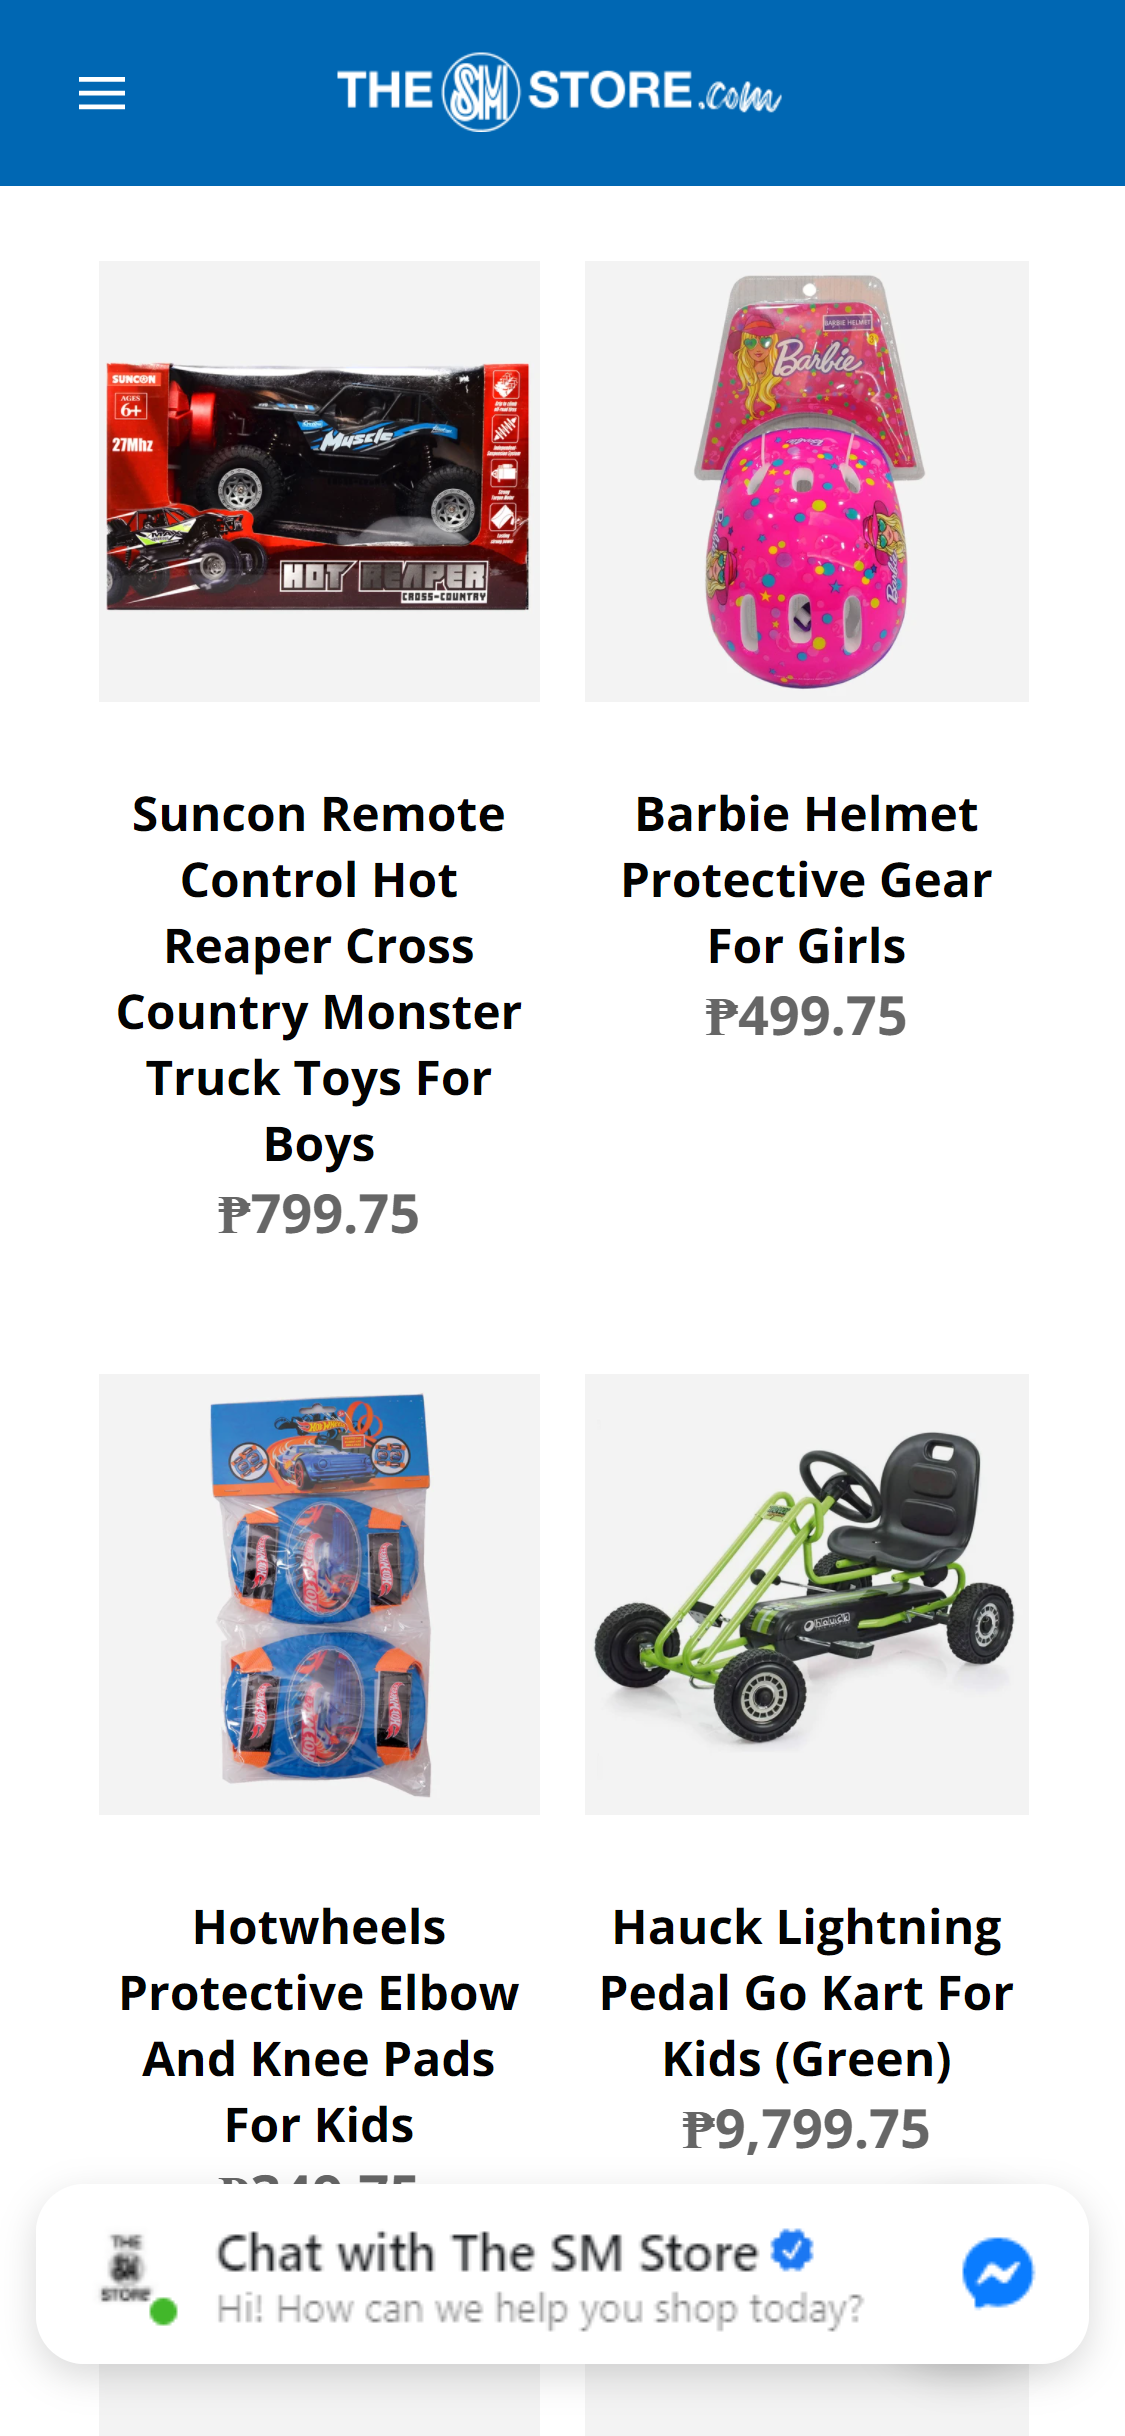 THE SM STORE.com
SUNCON
AGES
6+
27Mhz
Muscle
HOT REAPER
CROSS-COUNTRY
BARBIE HELMET
Barbie
Suncon Remote
Control Hot
Reaper Cross
Country Monster
Truck Toys For
Boys
₱799.75
Barbie Helmet
Protective Gear
For Girls
₱499.75
hauck
Hotwheels
Protective Elbow
And Knee Pads
For Kids
Hauck Lightning
Pedal Go Kart For
Kids (Green)
₱9,799.75
THE
SM
STORE
Chat with The SM Store
Hi! How can we help you shop today?